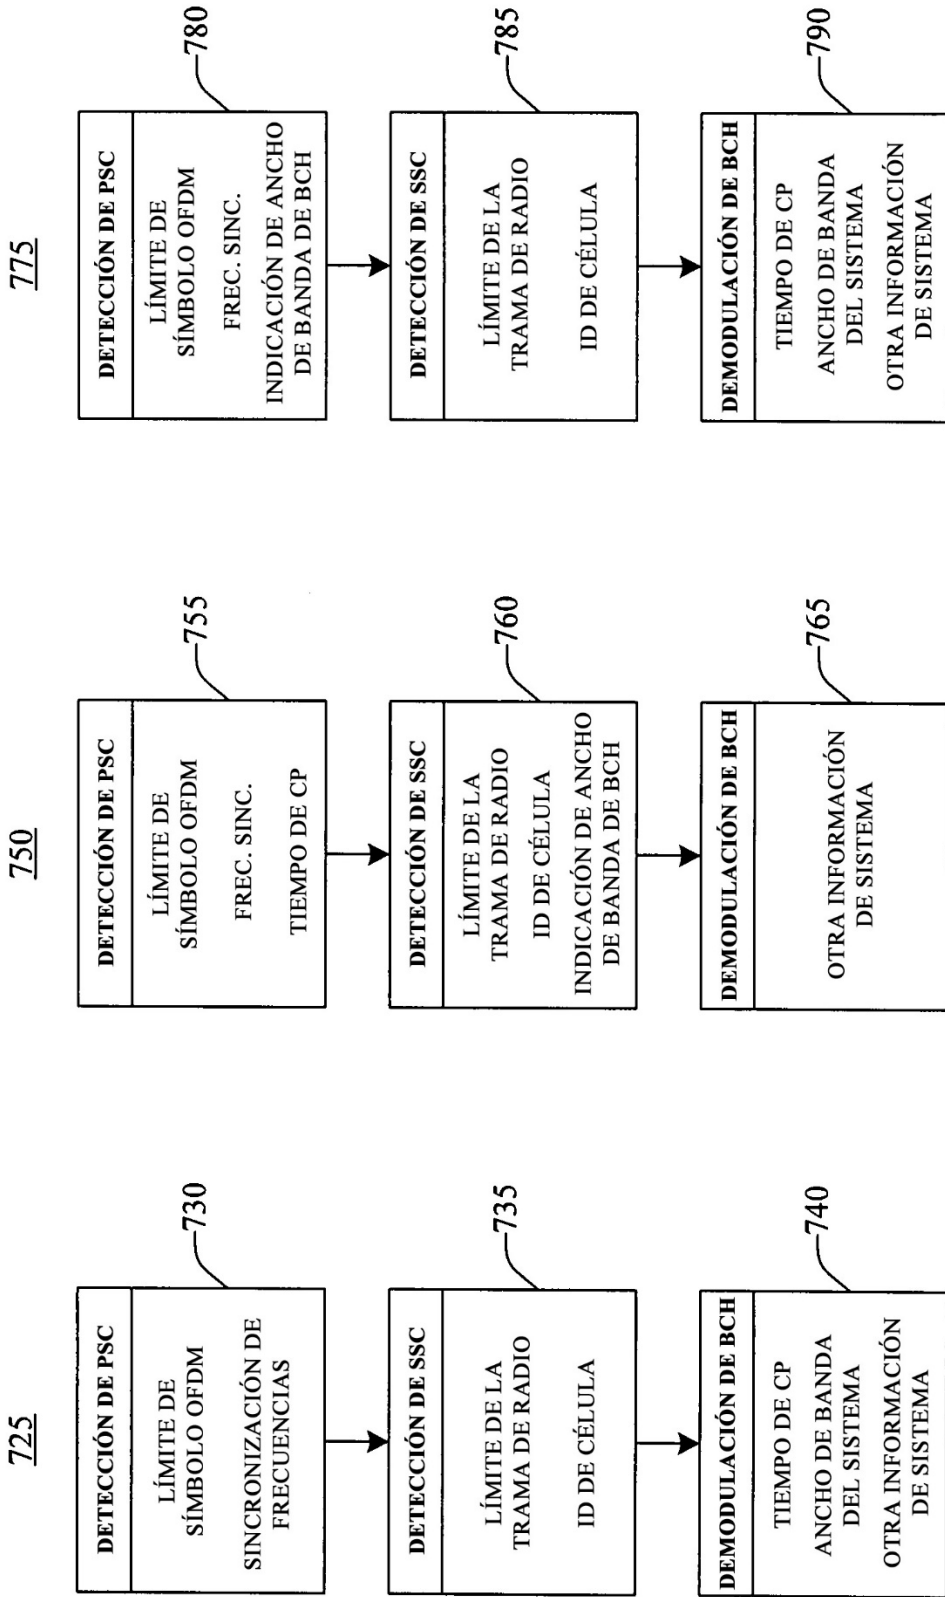 725
DETECCIÓN DE PSC
LÍMITE DE
SÍMBOLO OFDM
SINCRONIZACIÓN DE
FRECUENCIAS
730
DETECCIÓN DE SSC
LÍMITE DE LA
TRAMA DE RADIO
ID DE CÉLULA
735
DEMODULACIÓN DE BCH
TIEMPO DE CP
ANCHO DE BANDA
DEL SISTEMA
OTRA INFORMACIÓN
DE SISTEMA
740
750
DETECCIÓN DE PSC
LÍMITE DE
SÍMBOLO OFDM
FREC. SINC.
TIEMPO DE CP
755
DETECCIÓN DE SSC
LÍMITE DE LA
TRAMA DE RADIO
ID DE CÉLULA
INDICACIÓN DE ANCHO
DE BANDA DE BCH
760
DEMODULACIÓN DE BCH
OTRA INFORMACIÓN
DE SISTEMA
765
775
DETECCIÓN DE PSC
LÍMITE DE
SÍMBOLO OFDM
FREC. SINC.
INDICACIÓN DE ANCHO
DE BANDA DE BCH
780
DETECCIÓN DE SSC
LÍMITE DE LA
TRAMA DE RADIO
ID DE CÉLULA
785
DEMODULACIÓN DE BCH
TIEMPO DE CP
ANCHO DE BANDA
DEL SISTEMA
OTRA INFORMACIÓN
DE SISTEMA
790